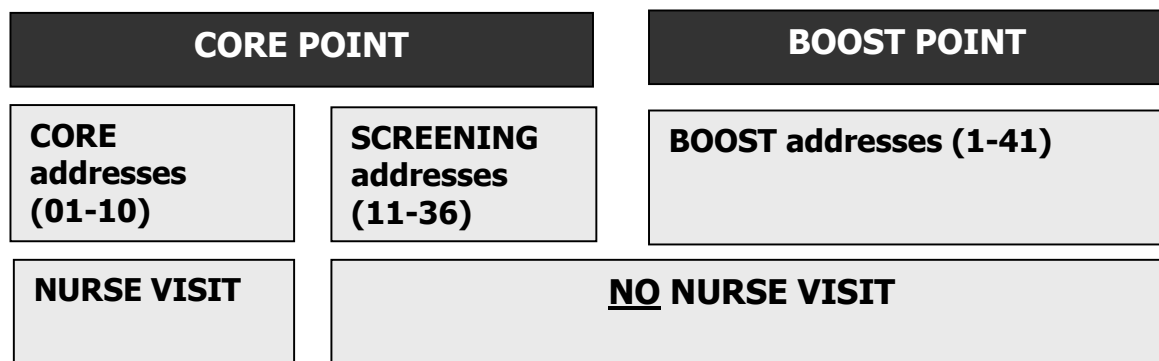 CORE POINT
BOOST POINT
CORE
addresses
(01-10)
SCREENING
addresses
(11-36)
BOOST addresses (1-41)
NURSE VISIT
NO NURSE VISIT